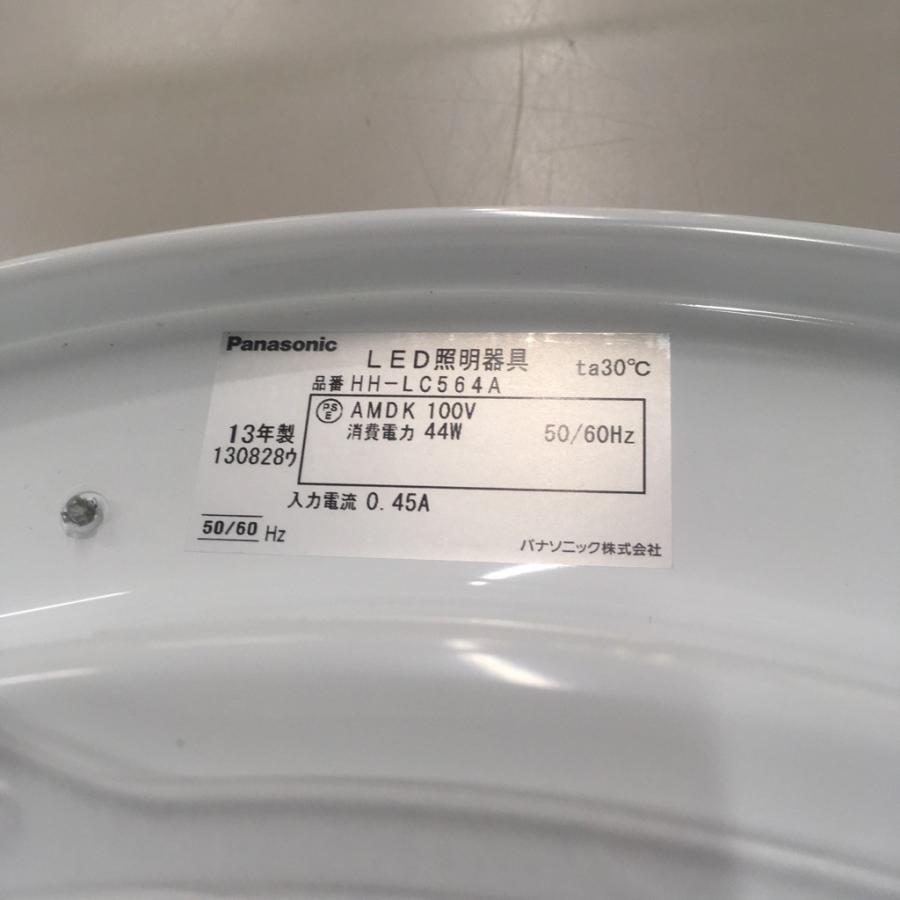 Panasonic
LED照明器具 ta30℃
品番 HH-LC564A
PSE AMDK 100V
消費電力 44W 50/60Hz
13年製
130828ウ
入力電流 0.45A
50/60 Hz
パナソニック株式会社